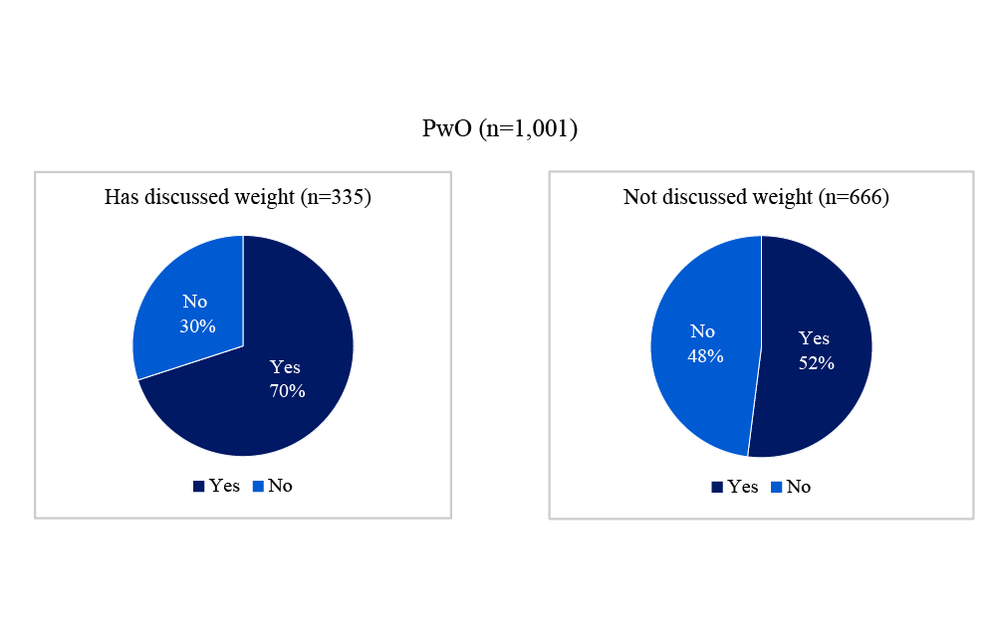 PwO (n=1,001)
Has discussed weight (n=335)
No
30%
Yes
70%
Yes No
Not discussed weight (n=666)
No
48%
Yes
52%
Yes No